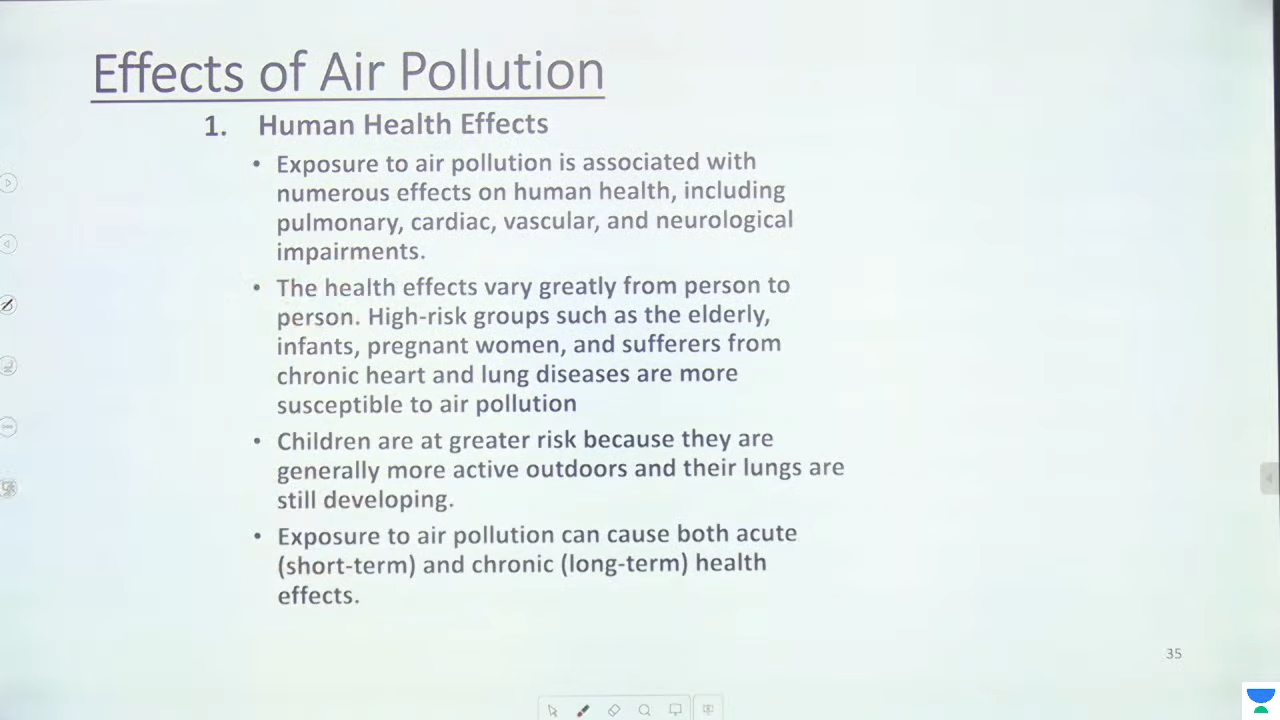 Effects of Air Pollution
1. Human Health Effects
• Exposure to air pollution is associated with
numerous effects on human health, including
pulmonary, cardiac, vascular, and neurological
impairments.
• The health effects vary greatly from person to
person. High-risk groups such as the elderly,
infants, pregnant women, and sufferers from
chronic heart and lung diseases are more
susceptible to air pollution
• Children are at greater risk because they are
generally more active outdoors and their lungs are
still developing.
• Exposure to air pollution can cause both acute
(short-term) and chronic (long-term) health
effects.
35